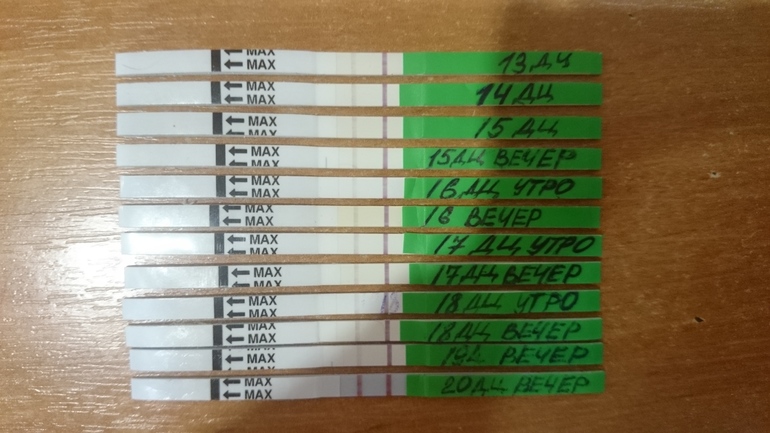 MAX MAX 13 ДЦ
MAX MAX 14 ДЦ
MAX MAX 15 ДЦ
MAX MAX 15 ДЦ ВЕЧЕР
MAX MAX 16 ДЦ УТРО
MAX MAX 16 ВЕЧЕР
MAX MAX 17 ДЦ УТРО
MAX MAX 17 ДЦ ВЕЧЕР
MAX MAX 18 ДЦ УТРО
MAX MAX 18 ДЦ ВЕЧЕР
MAX MAX ВЕЧЕР
MAX MAX 20 ДЦ ВЕЧЕР